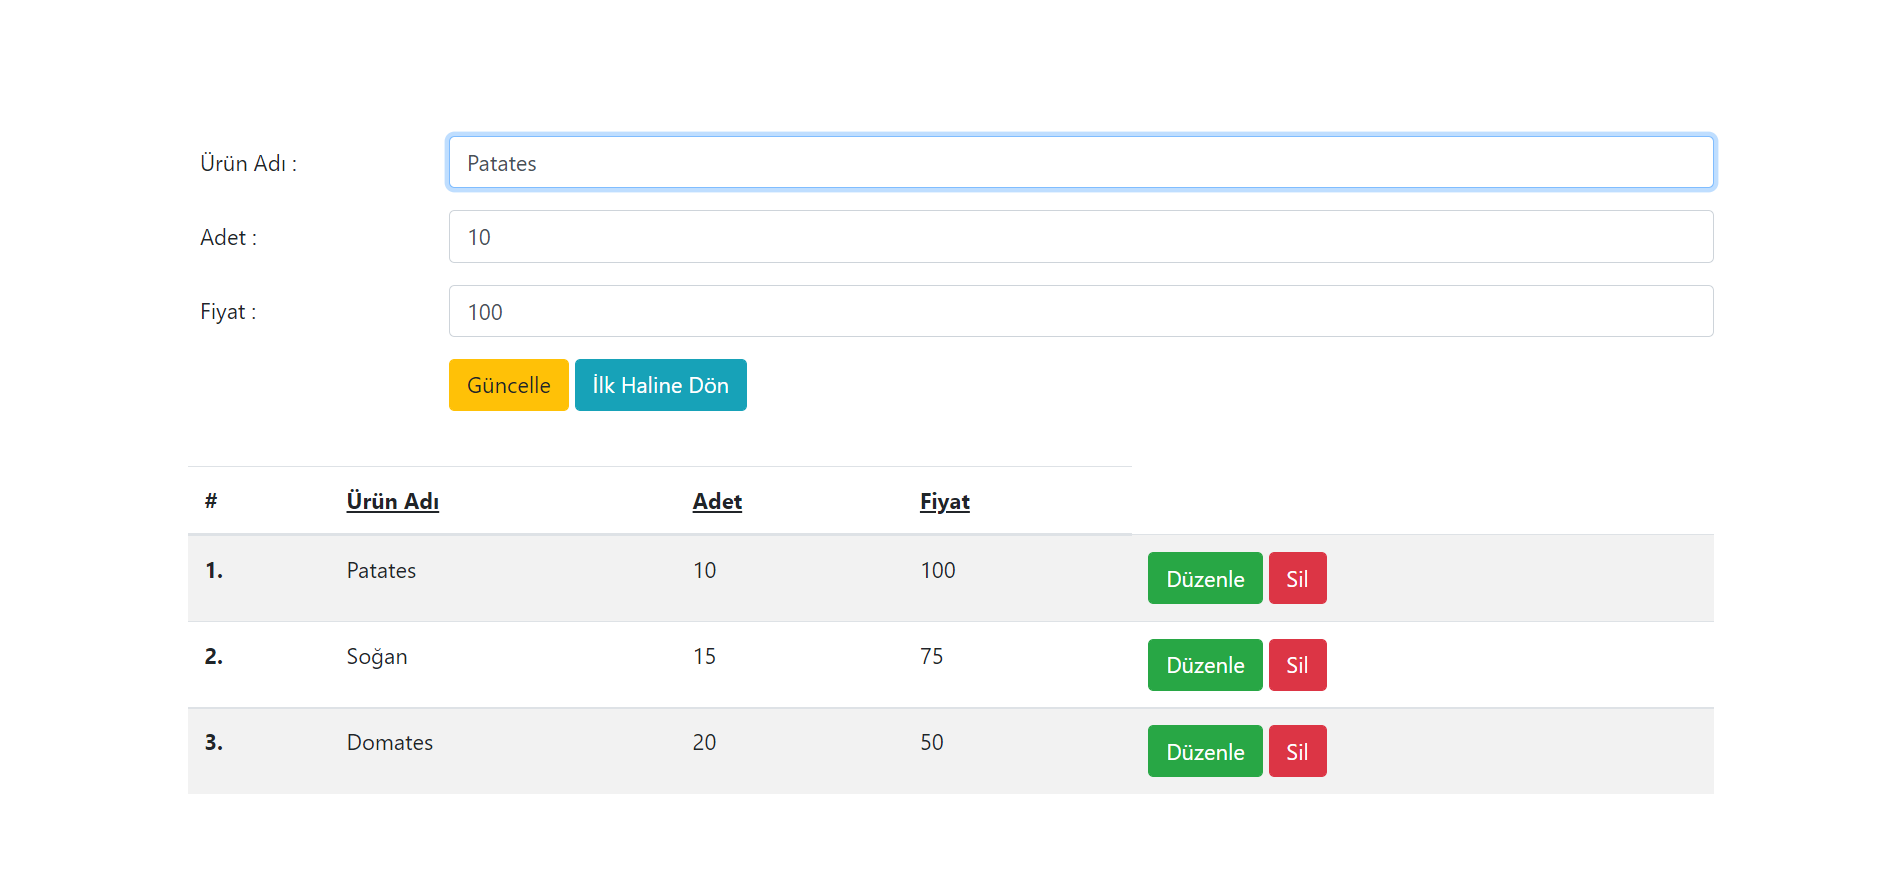 Ürün Adı : Patates
Adet : 10
Fiyat : 100
Güncelle İlk Haline Dön
# Ürün Adı Adet Fiyat
1. Patates 10 100 Düzenle Sil
2. Soğan 15 75 Düzenle Sil
3. Domates 20 50 Düzenle Sil